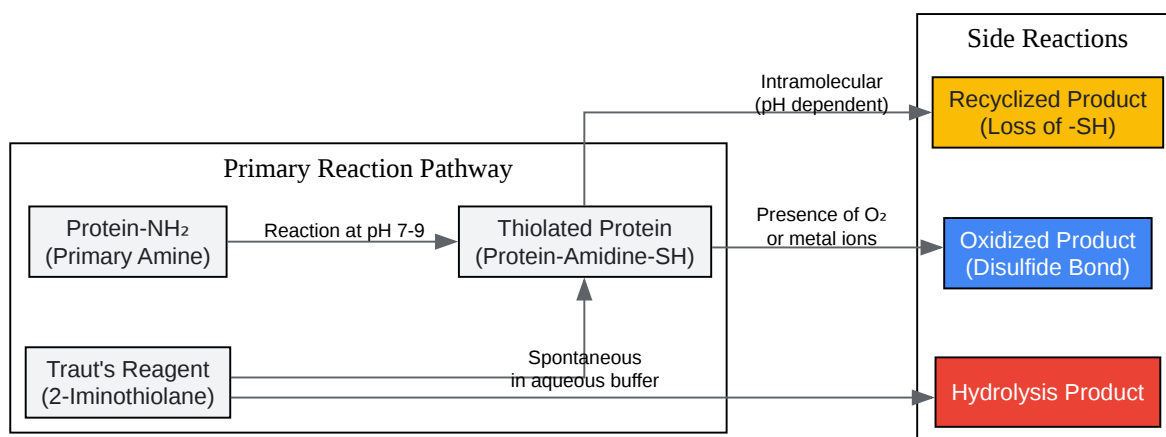 Side Reactions
Intramolecular
(pH dependent)
Recyclized Product
(Loss of -SH)
Primary Reaction Pathway
Protein-NH₂
(Primary Amine)
Reaction at pH 7-9
Thiolated Protein
(Protein-Amidine-SH)
Presence of O₂
or metal ions
Oxidized Product
(Disulfide Bond)
Traut's Reagent
(2-Iminothiolane)
Spontaneous
in aqueous buffer
Hydrolysis Product